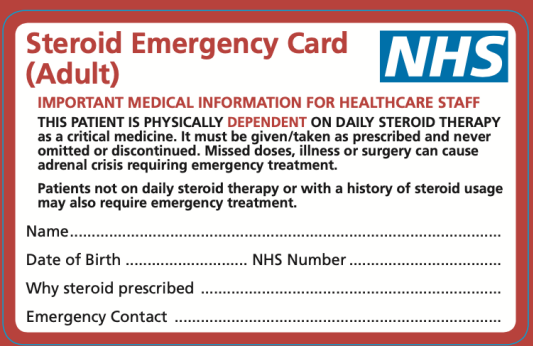 Steroid Emergency Card
(Adult)
NHS
IMPORTANT MEDICAL INFORMATION FOR HEALTHCARE STAFF
THIS PATIENT IS PHYSICALLY DEPENDENT ON DAILY STEROID THERAPY
as a critical medicine. It must be given/taken as prescribed and never
omitted or discontinued. Missed doses, illness or surgery can cause
adrenal crisis requiring emergency treatment.
Patients not on daily steroid therapy or with a history of steroid usage
may also require emergency treatment.
Name....................................................................................................
Date of Birth ............................ NHS Number ...................................
Why steroid prescribed .....................................................................
Emergency Contact ...........................................................................